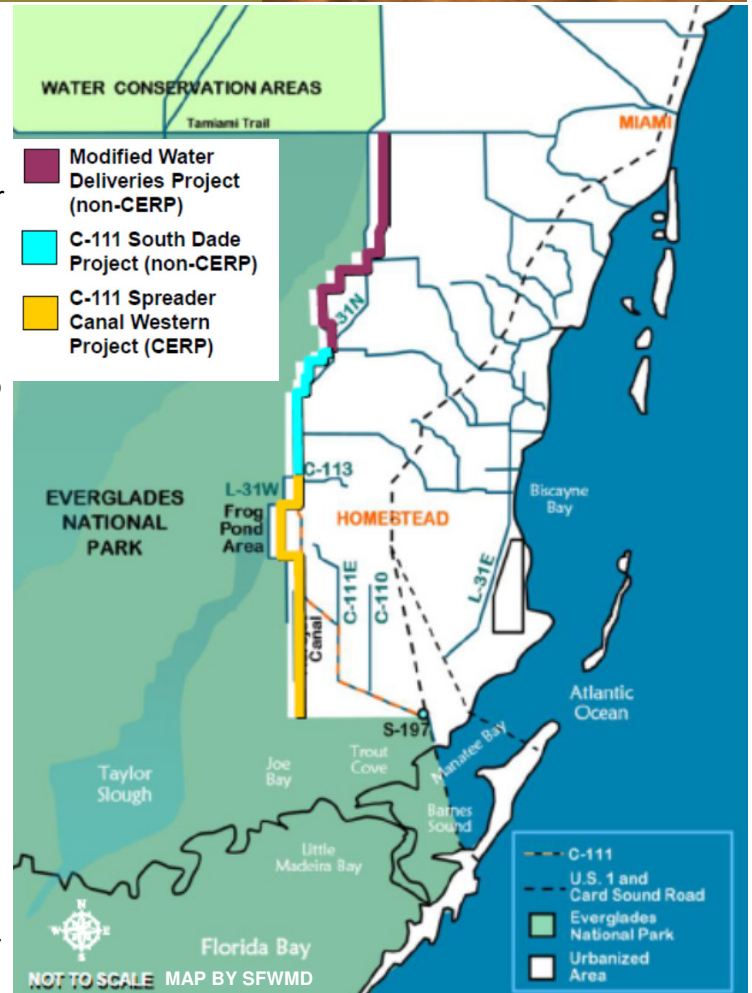 WATER CONSERVATION AREAS
Tamiami Trail
MIAMI
Modified Water
Deliveries Project
(non-CERP)
C-111 South Dade
Project (non-CERP)
C-111 Spreader
Canal Western
Project (CERP)
31N
C-113
L-31W
EVERGLADES
NATIONAL
PARK
Frog
Pond
Area
HOMESTEAD
Biscayne
Bay
C-111E
C-110
L-31E
Canal
S-197
Atlantic
Ocean
Manatee Bay
Trout
Cove
Joe
Bay
Taylor
Slough
Barnes
Sound
Little
Madeira Bay
C-111
U.S. 1 and
Card Sound Road
Everglades
National Park
Urbanized
Area
N
W E
S
Florida Bay
NOT TO SCALE MAP BY SFWMD